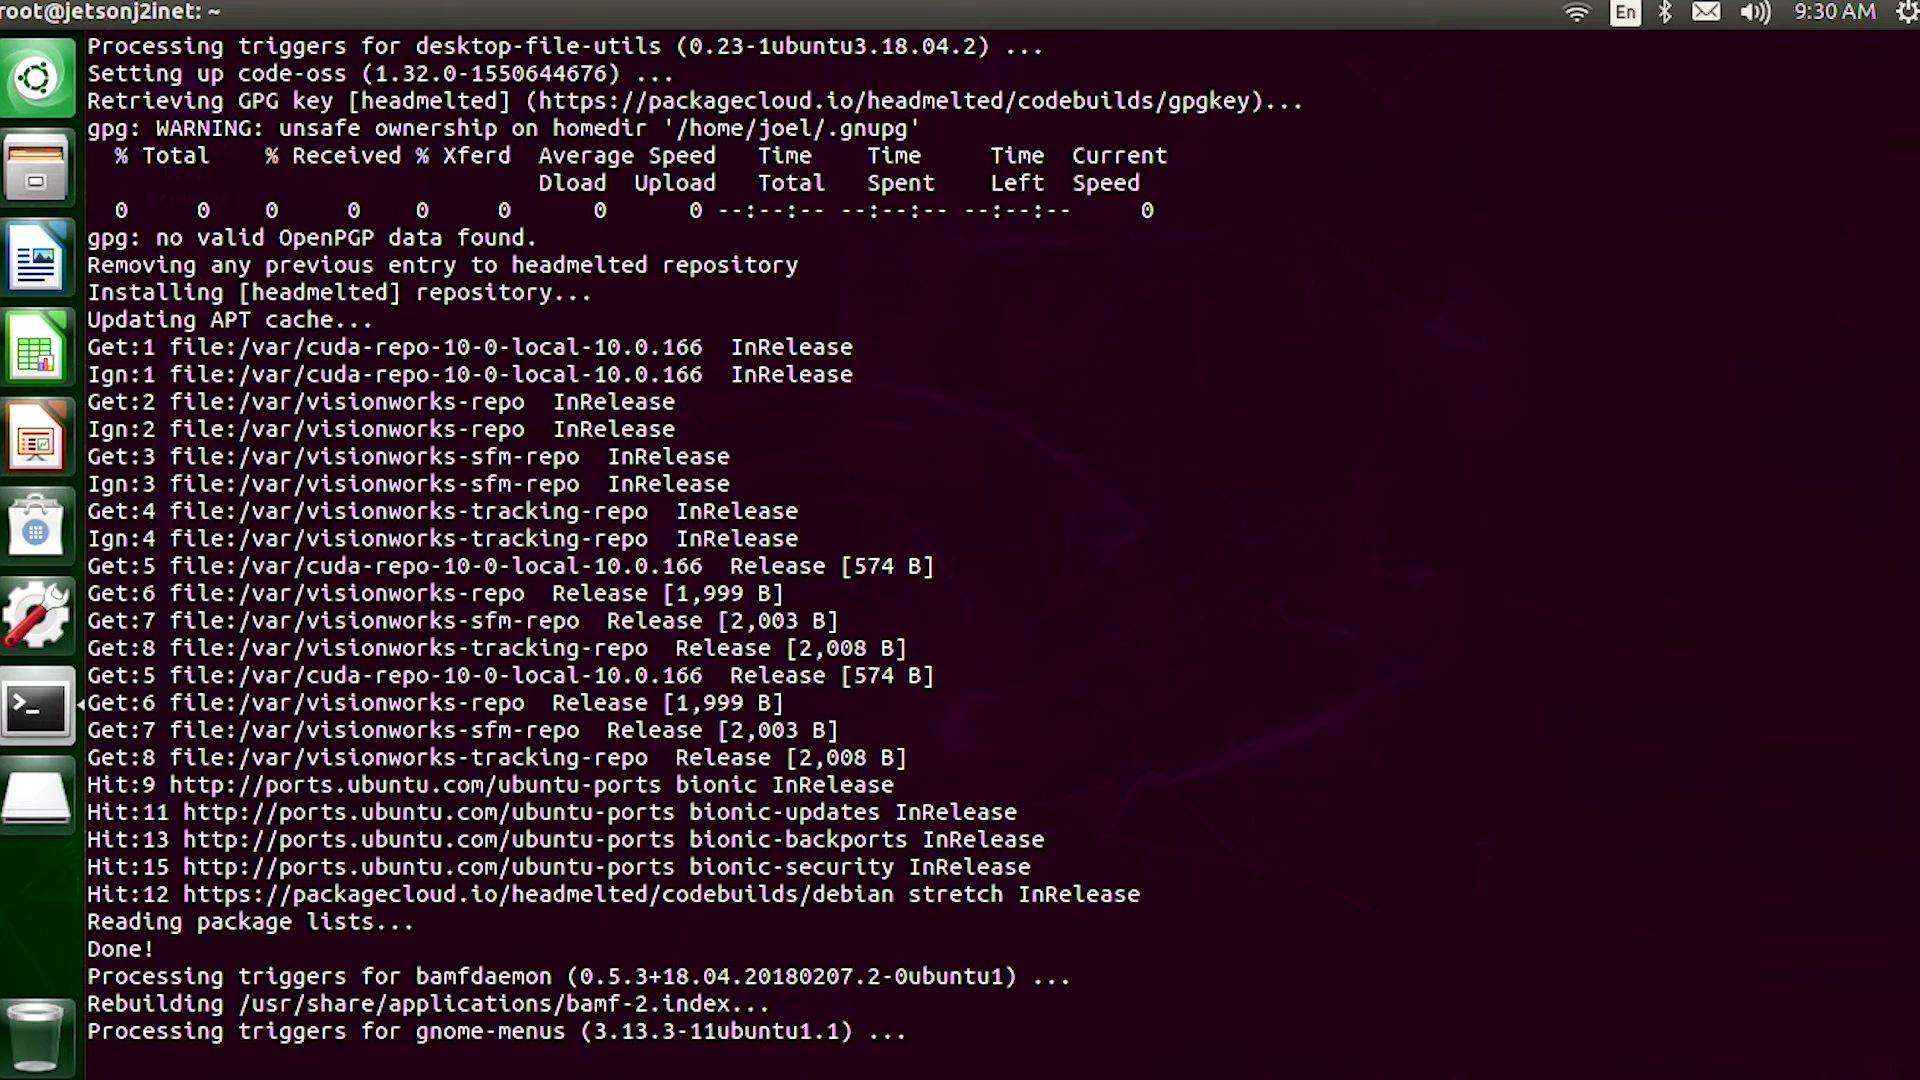 root@jetsonj2inet: ~
En
9:30 AM
Processing triggers for desktop-file-utils (0.23-1ubuntu3.18.04.2) ...
Setting up code-oss (1.32.0-1550644676) ...
Retrieving GPG key [headmelted] (https://packagecloud.io/headmelted/codebuilds/gpgkey)...
gpg: WARNING: unsafe ownership on homedir '/home/joel/.gnupg'
% Total    % Received % Xferd  Average Speed   Time    Time     Time  Current
Dload  Upload   Total   Spent    Left  Speed
0     0    0     0    0     0      0      0 --:--:-- --:--:-- --:--:--     0
gpg: no valid OpenPGP data found.
Removing any previous entry to headmelted repository
Installing [headmelted] repository...
Updating APT cache...
Get:1 file:/var/cuda-repo-10-0-local-10.0.166  InRelease
Ign:1 file:/var/cuda-repo-10-0-local-10.0.166  InRelease
Get:2 file:/var/visionworks-repo  InRelease
Ign:2 file:/var/visionworks-repo  InRelease
Get:3 file:/var/visionworks-sfm-repo  InRelease
Ign:3 file:/var/visionworks-sfm-repo  InRelease
Get:4 file:/var/visionworks-tracking-repo  InRelease
Ign:4 file:/var/visionworks-tracking-repo  InRelease
Get:5 file:/var/cuda-repo-10-0-local-10.0.166  Release [574 B]
Get:6 file:/var/visionworks-repo  Release [1,999 B]
Get:7 file:/var/visionworks-sfm-repo  Release [2,003 B]
Get:8 file:/var/visionworks-tracking-repo  Release [2,008 B]
Get:5 file:/var/cuda-repo-10-0-local-10.0.166  Release [574 B]
Get:6 file:/var/visionworks-repo  Release [1,999 B]
Get:7 file:/var/visionworks-sfm-repo  Release [2,003 B]
Get:8 file:/var/visionworks-tracking-repo  Release [2,008 B]
Hit:9 http://ports.ubuntu.com/ubuntu-ports bionic InRelease
Hit:11 http://ports.ubuntu.com/ubuntu-ports bionic-updates InRelease
Hit:13 http://ports.ubuntu.com/ubuntu-ports bionic-backports InRelease
Hit:15 http://ports.ubuntu.com/ubuntu-ports bionic-security InRelease
Hit:12 https://packagecloud.io/headmelted/codebuilds/debian stretch InRelease
Reading package lists...
Done!
Processing triggers for bamfdaemon (0.5.3+18.04.20180207.2-0ubuntu1) ...
Rebuilding /usr/share/applications/bamf-2.index...
Processing triggers for gnome-menus (3.13.3-11ubuntu1.1) ...